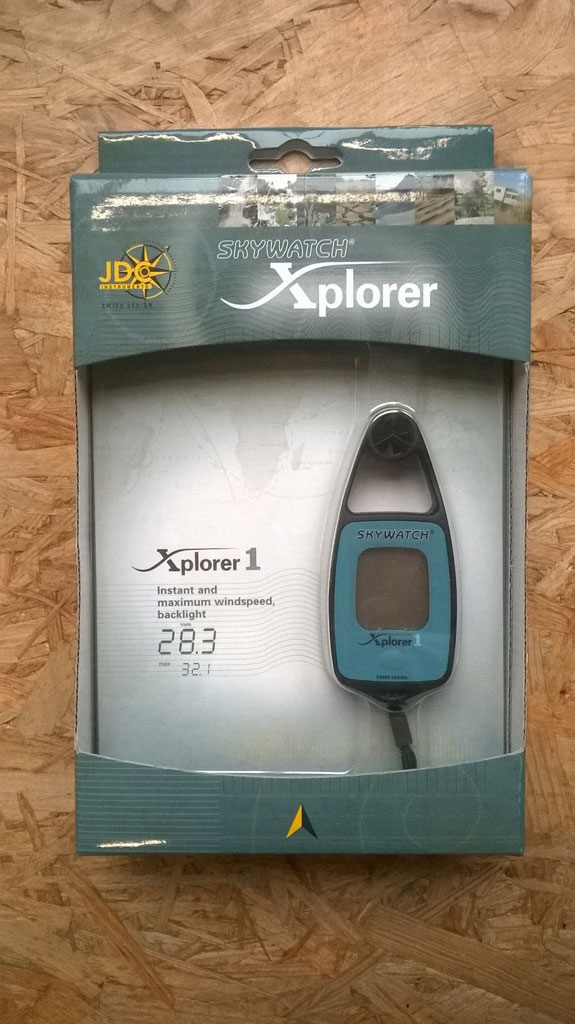 SKYWATCH®
Xplorer
JDC
INSTRUMENTS
SWISS DESIGN
SKYWATCH®
Xplorer 1
Xplorer 1
Instant and
maximum windspeed,
backlight
28.3
max
32.1